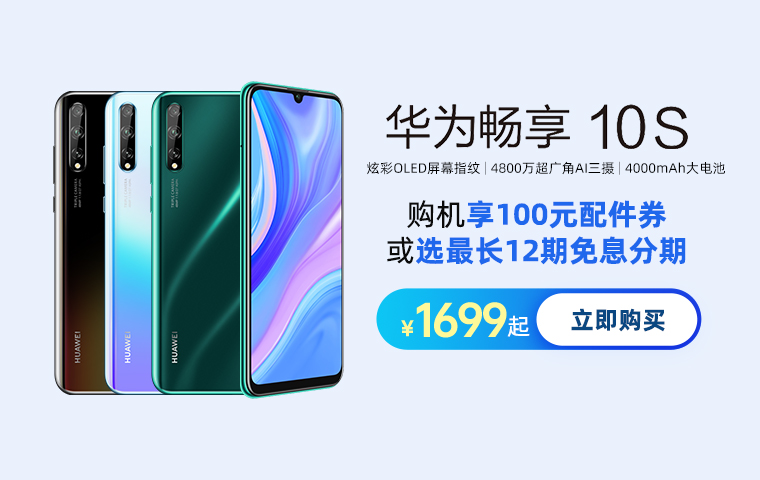 华为畅享 10S
炫彩OLED屏幕指纹 | 4800万超广角AI三摄 | 4000mAh大电池
购机享100元配件券
或选最长12期免息分期
¥1699起 立即购买
HUAWEI
HUAWEI
HUAWEI